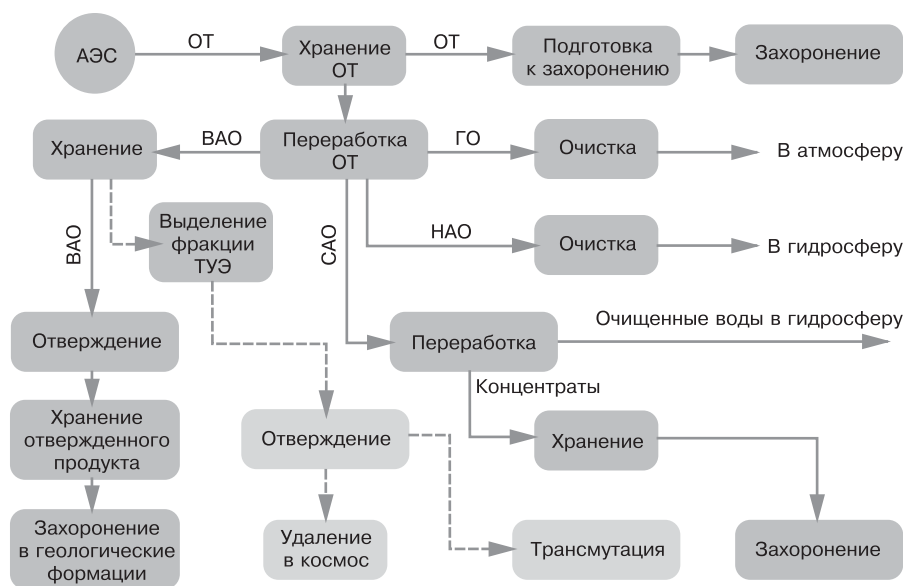 АЭС
ОТ
Хранение
ОТ
ОТ
Подготовка
к захоронению
Захоронение
Хранение
ВАО
Переработка
ОТ
ГО
Очистка
В атмосферу
ВАО
Выделение
фракции
ТУЭ
САО
НАО
Очистка
В гидросферу
Отверждение
Переработка
Очищенные воды в гидросферу
Концентраты
Хранение
отвержденного
продукта
Отверждение
Хранение
Захоронение
в геологические
формации
Удаление
в космос
Трансмутация
Захоронение